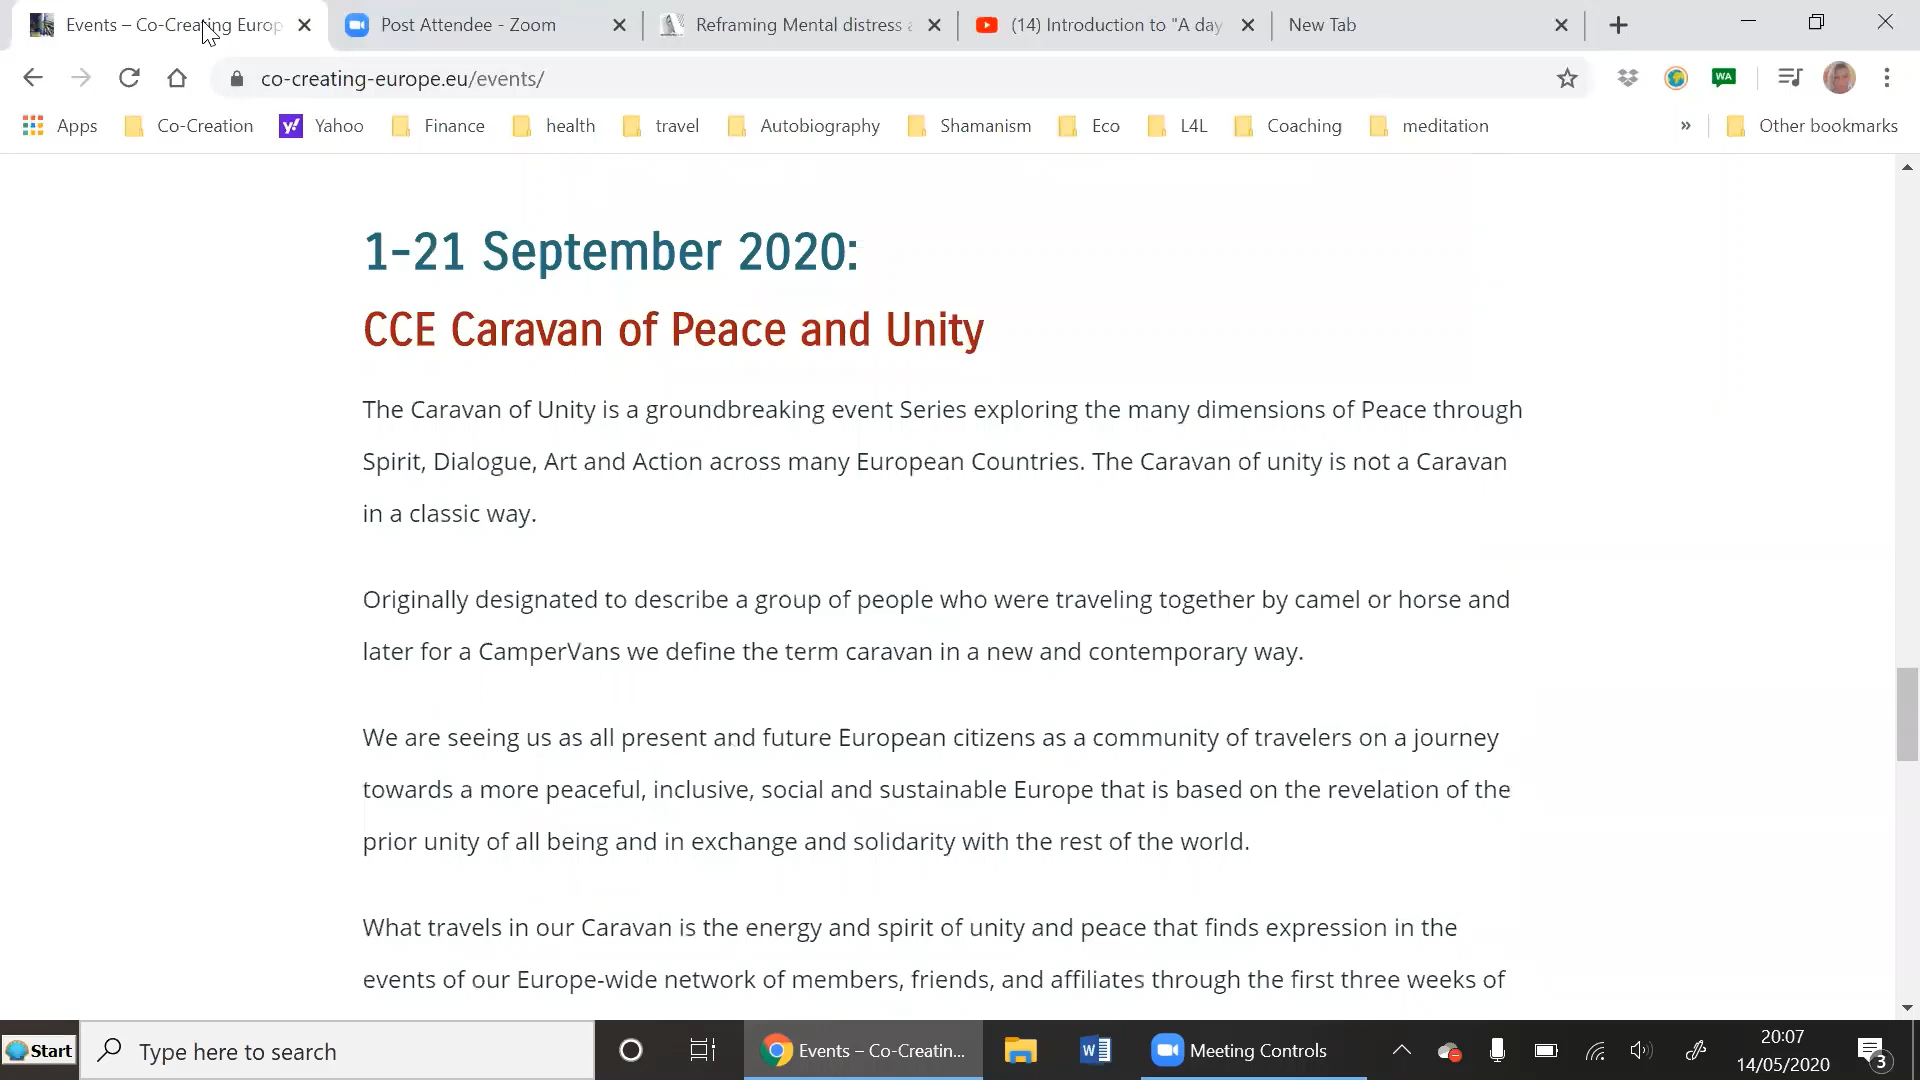 Events – Co-Creating Europ
Post Attendee - Zoom
Reframing Mental distress a
(14) Introduction to "A day
New Tab
co-creating-europe.eu/events/
WA
Apps
Co-Creation
Yahoo
Finance
health
travel
Autobiography
Shamanism
Eco
L4L
Coaching
meditation
»
Other bookmarks
1-21 September 2020:
CCE Caravan of Peace and Unity
The Caravan of Unity is a groundbreaking event Series exploring the many dimensions of Peace through
Spirit, Dialogue, Art and Action across many European Countries. The Caravan of unity is not a Caravan
in a classic way.
Originally designated to describe a group of people who were traveling together by camel or horse and
later for a CamperVans we define the term caravan in a new and contemporary way.
We are seeing us as all present and future European citizens as a community of travelers on a journey
towards a more peaceful, inclusive, social and sustainable Europe that is based on the revelation of the
prior unity of all being and in exchange and solidarity with the rest of the world.
What travels in our Caravan is the energy and spirit of unity and peace that finds expression in the
events of our Europe-wide network of members, friends, and affiliates through the first three weeks of
Start
Type here to search
Events – Co-Creatin...
Meeting Controls
20:07
14/05/2020
3